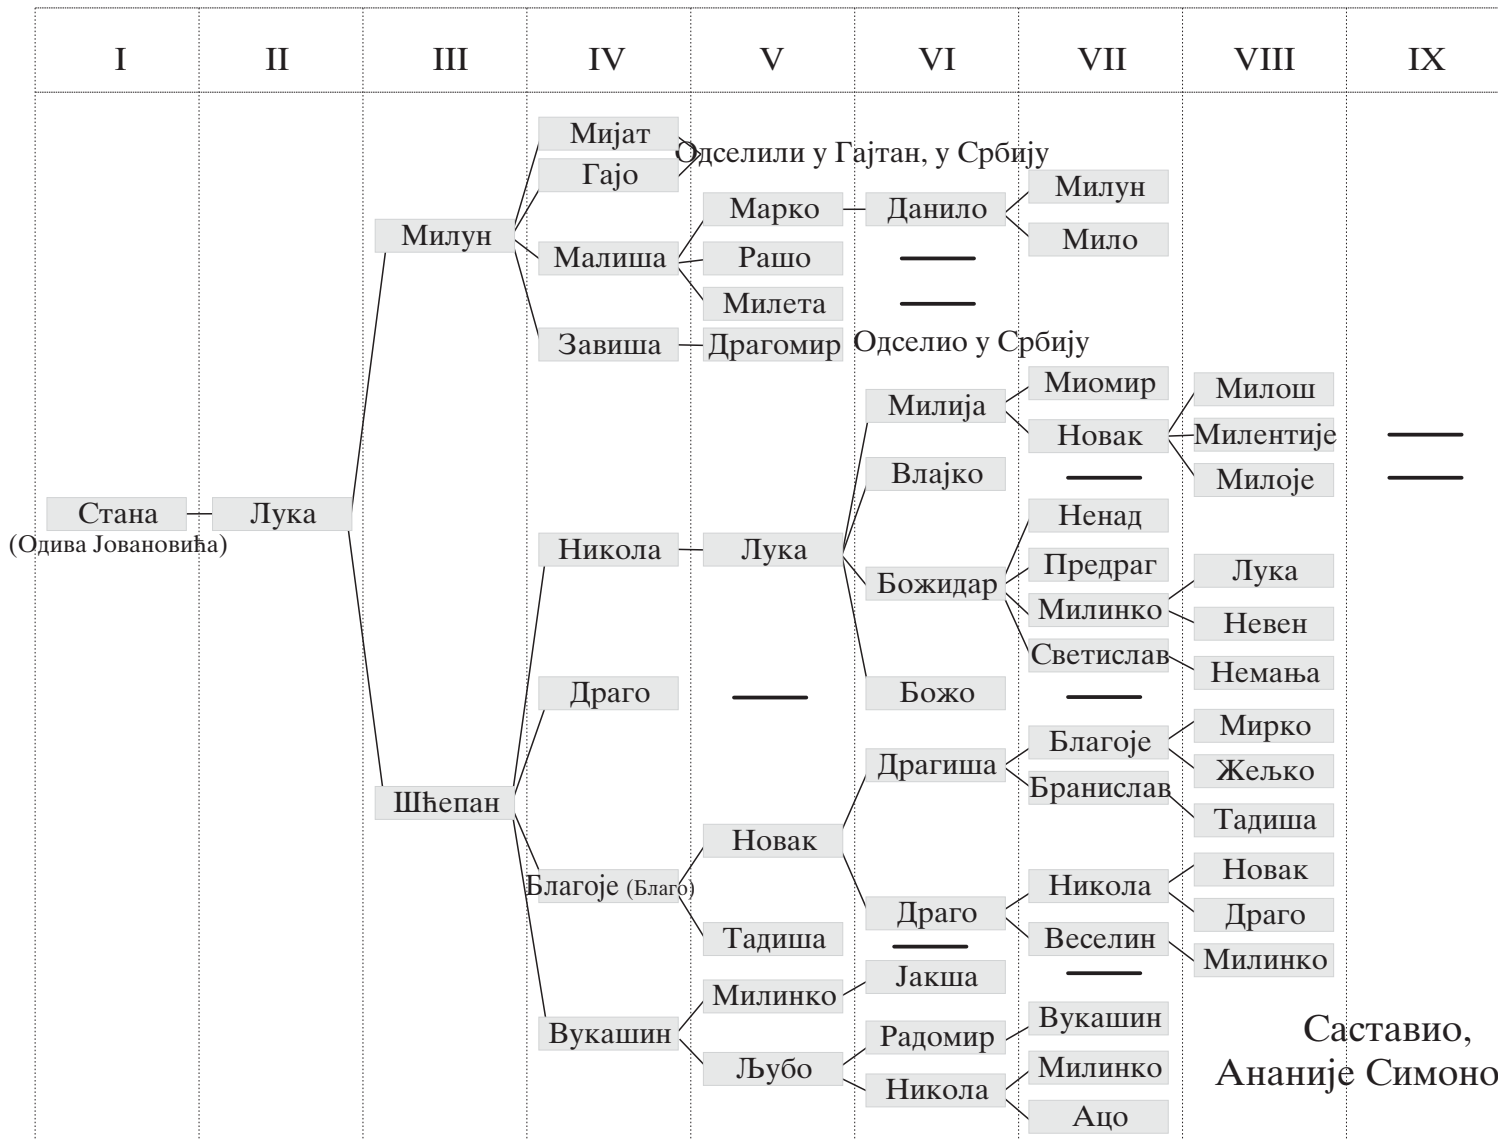 I II III IV V VI VII VIII IX
Мијат
Одселили у Гајтан, у Србију
Гајо
Милун
Марко Данило
Милун
Мило
Малиша Рашо
Милета
Завиша Драгомир Одселио у Србију
Миомир Милош
Милија
Новак Милентије
Влајко Милоје
Стана Лука
(Одива Јовановића)
Ненад
Никола Лука
Предраг Лука
Божидар
Милинко Невен
Светислав Немања
Драго Божо
Мирко
Благоје
Драгиша Жељко
Бранислав
Шћепан
Тадиша
Новак
Новак
Благоје (Благо) Никола
Драго Драго
Тадиша Веселин
Милинко
Јакша
Милинко
Вукашин
Вукашин Радомир
Љубо Милинко
Никола
Ацо
Саставио,
Ананије Симоно